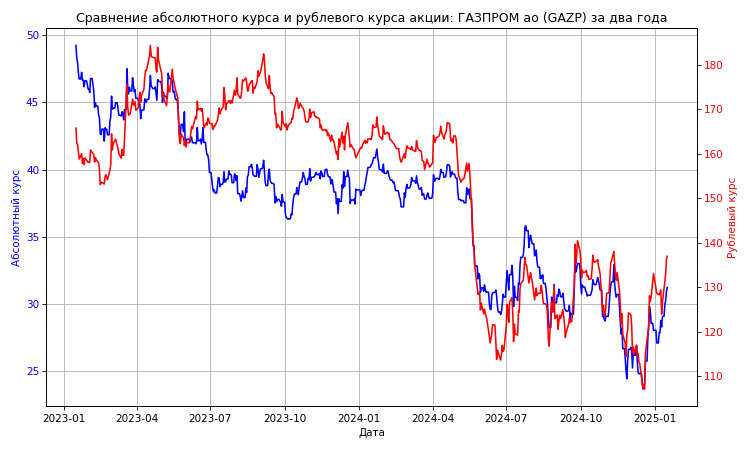 Сравнение абсолютного курса и рублевого курса акции: ГАЗПРОМ ао (GAZP) за два года
50
45
40
35
30
25
Абсолютный курс
180
170
160
150
140
130
120
110
Рублевый курс
2023-01 2023-04 2023-07 2023-10 2024-01 2024-04 2024-07 2024-10 2025-01
Дата